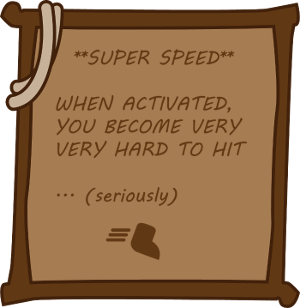 **SUPER SPEED**
WHEN ACTIVATED,
YOU BECOME VERY
VERY HARD TO HIT
... (seriously)